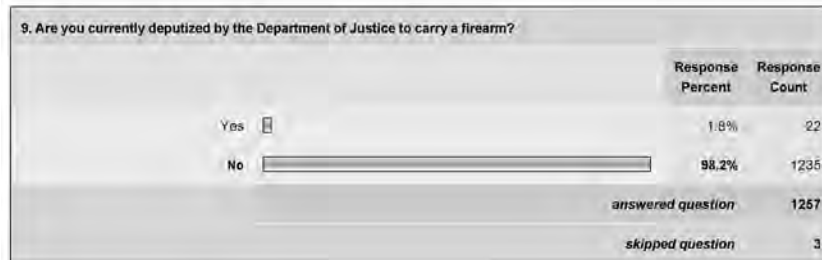 9. Are you currently deputized by the Department of Justice to carry a firearm?
Response Percent Response Count
Yes 1.8% 22
No 98.2% 1235
answered question 1257
skipped question 3